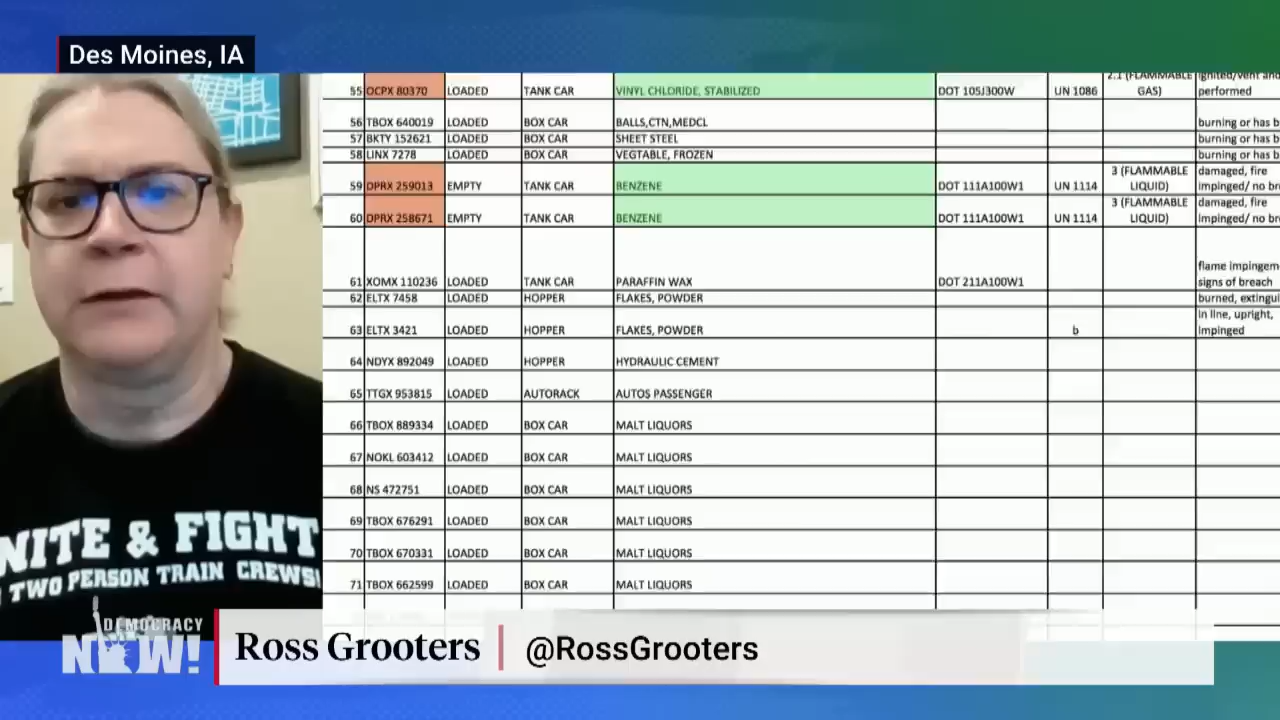 Des Moines, IA
2.1 (FLAMMABLE ignited/vent and
55 OCPX 80370 LOADED TANK CAR VINYL CHLORIDE, STABILIZED DOT 105J300W UN 1086 GAS) performed
56 TBOX 640019 LOADED BOX CAR BALLS,CTN,MEDCL burning or has b
57 BKTY 152621 LOADED BOX CAR SHEET STEEL burning or has b
58 LINX 7278 LOADED BOX CAR VEGTABLE, FROZEN burning or has b
3 (FLAMMABLE damaged, fire
59 DPRX 259013 EMPTY TANK CAR BENZENE DOT 111A100W1 UN 1114 LIQUID) impinged/ no bre
3 (FLAMMABLE damaged, fire
60 DPRX 258671 EMPTY TANK CAR BENZENE DOT 111A100W1 UN 1114 LIQUID) impinged/ no bre
flame impingem
61 XOMX 110236 LOADED TANK CAR PARAFFIN WAX DOT 211A100W1 signs of breach
62 ELTX 7458 LOADED HOPPER FLAKES, POWDER burned, extingui
in line, upright,
63 ELTX 3421 LOADED HOPPER FLAKES, POWDER b impinged
64 NDYX 892049 LOADED HOPPER HYDRAULIC CEMENT
65 TTGX 953815 LOADED AUTORACK AUTOS PASSENGER
66 TBOX 889334 LOADED BOX CAR MALT LIQUORS
67 NOKL 603412 LOADED BOX CAR MALT LIQUORS
68 NS 472751 LOADED BOX CAR MALT LIQUORS
69 TBOX 676291 LOADED BOX CAR MALT LIQUORS
70 TBOX 670331 LOADED BOX CAR MALT LIQUORS
71 TBOX 662599 LOADED BOX CAR MALT LIQUORS
NITE & FIGHT
TWO PERSON TRAIN CREWS!
DEMOCRACY
NOW!
Ross Grooters
@RossGrooters